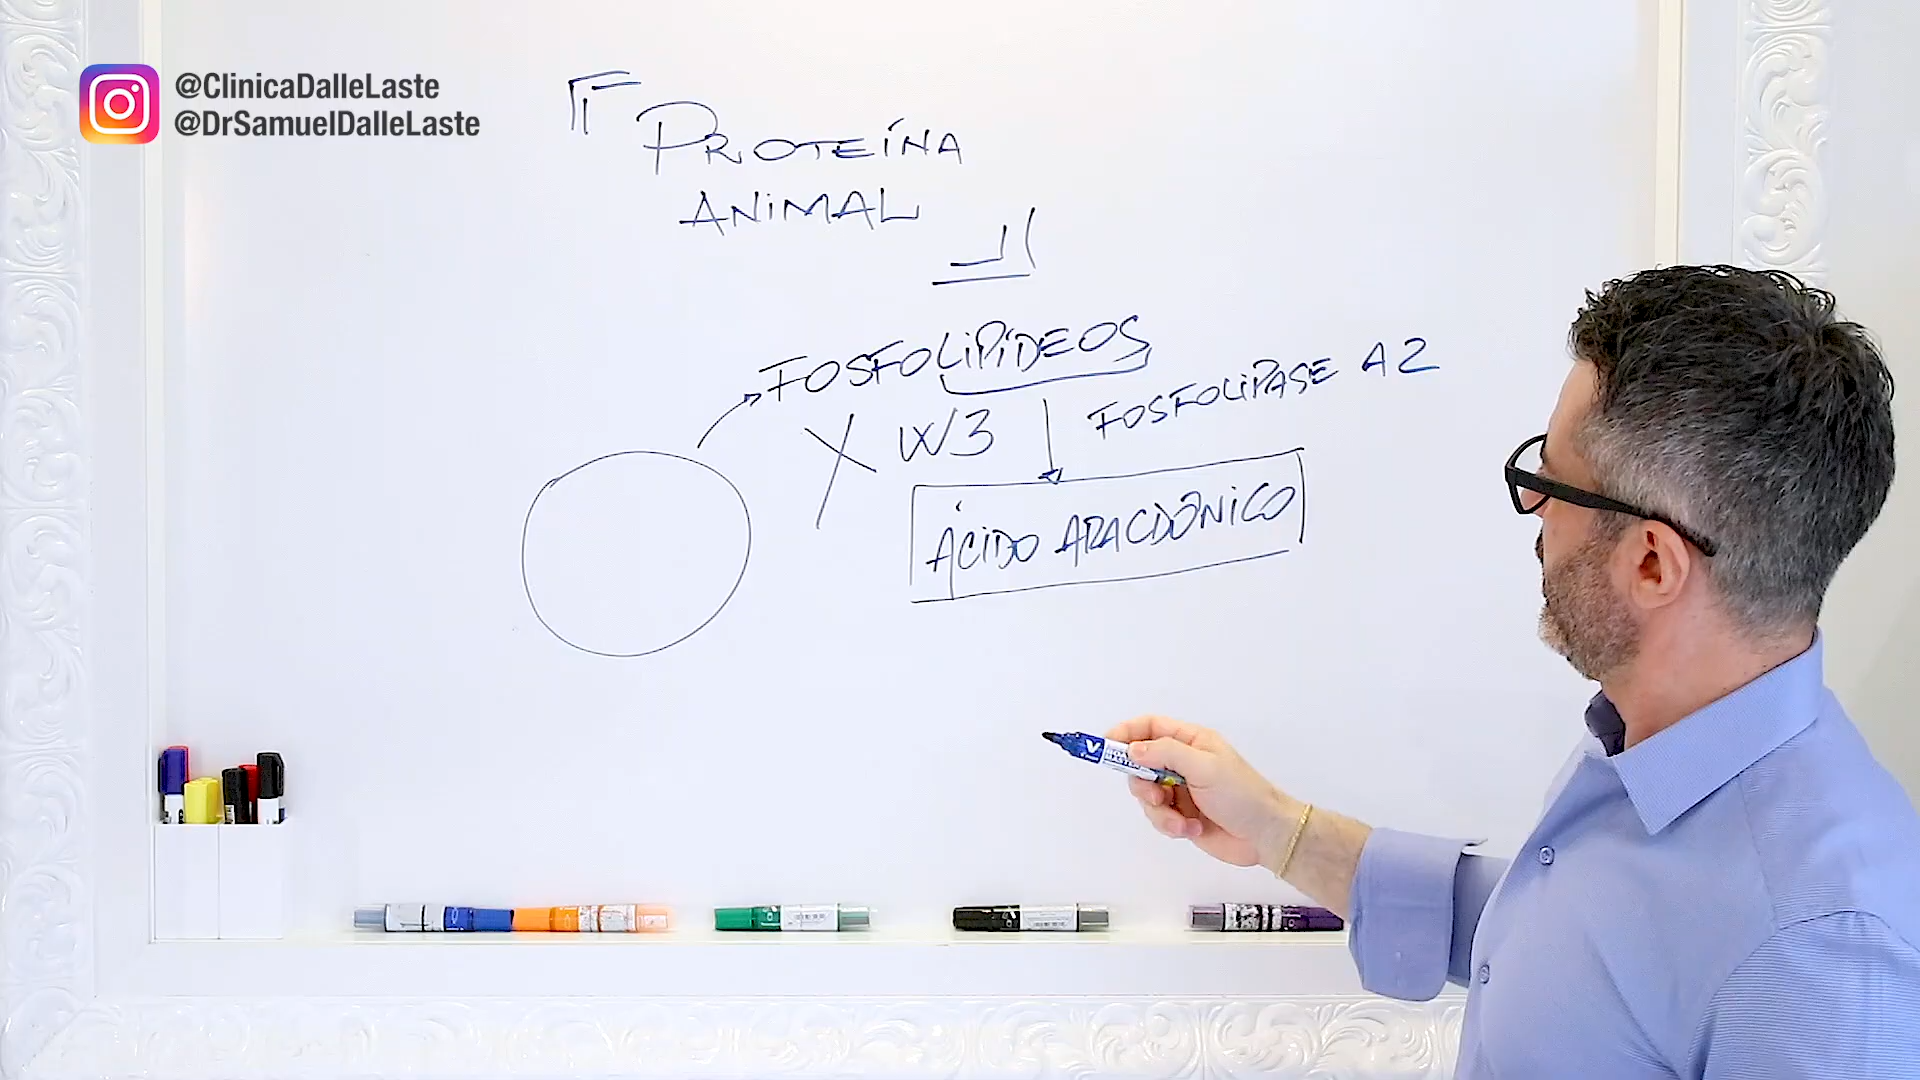 @ClinicaDalleLaste
@DrSamuelDalleLaste
PROTEÍNA
ANIMAL
FOSFOLIPÍDEOS
FOSFOLIPASE A2
W3
ÁCIDO ARACDÔNICO